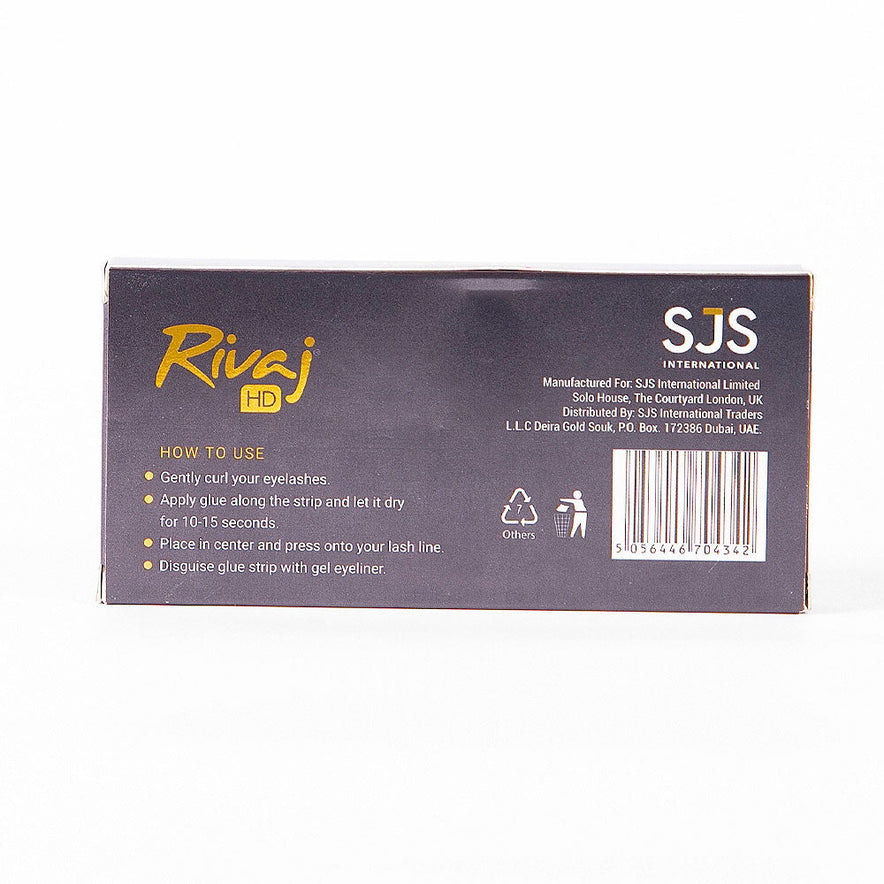 Rivaj
HD
HOW TO USE
Gently curl your eyelashes.
Apply glue along the strip and let it dry
for 10-15 seconds.
Place in center and press onto your lash line.
Disguise glue strip with gel eyeliner.
SJS
INTERNATIONAL
Manufactured For: SJS International Limited
Solo House, The Courtyard London, UK
Distributed By: SJS International Traders
L.L.C Deira Gold Souk, P.O. Box. 172386 Dubai, UAE.
?
Others
5 056446 704342